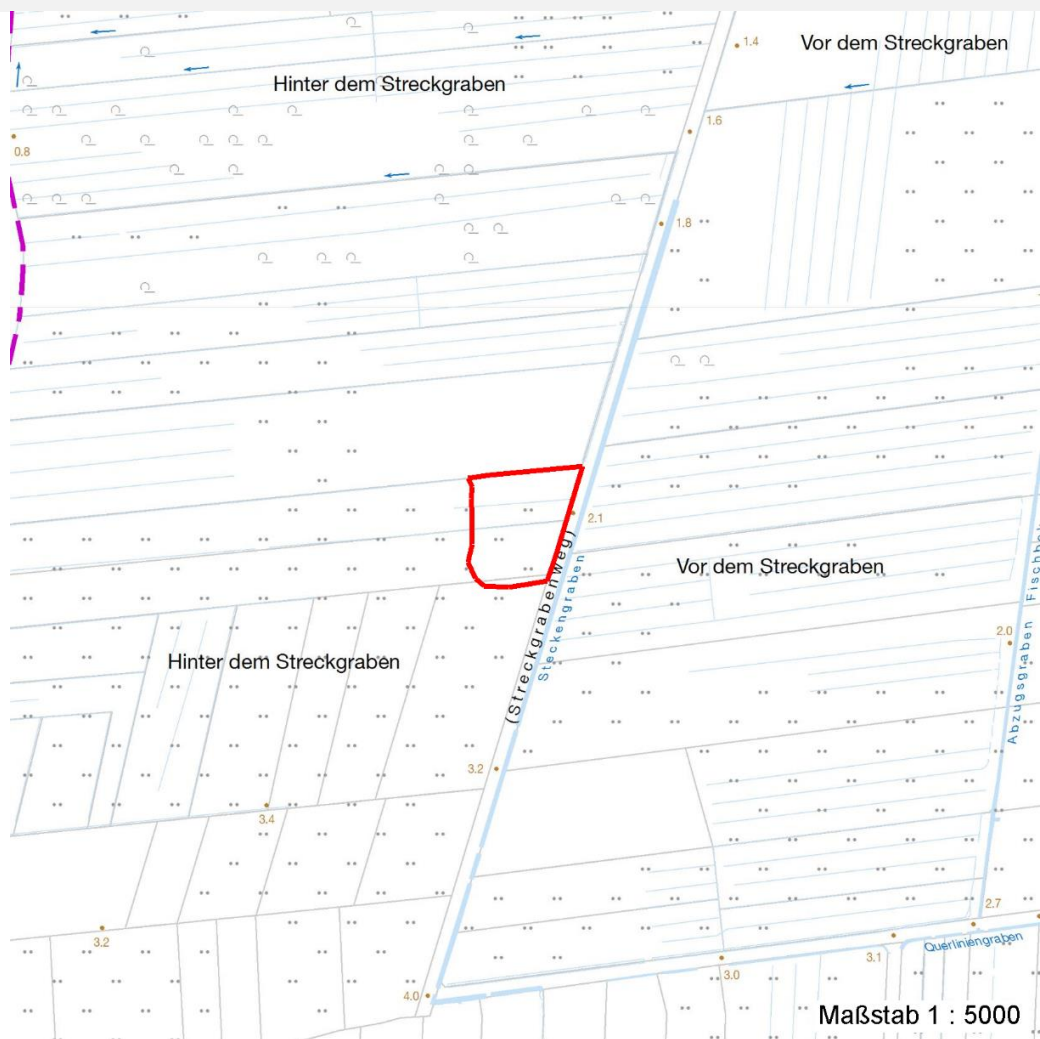 1.4
Vor dem Streckgraben
Hinter dem Streckgraben
1.6
0.8
1.8
2.1
(Streckgrabenweg)
Steckengraben
Vor dem Streckgraben
2.0
Hinter dem Streckgraben
Abzugsgraben
3.2
3.4
2.7
3.2
Querliniengraben
3.1
3.0
4.0
Maßstab 1 : 5000